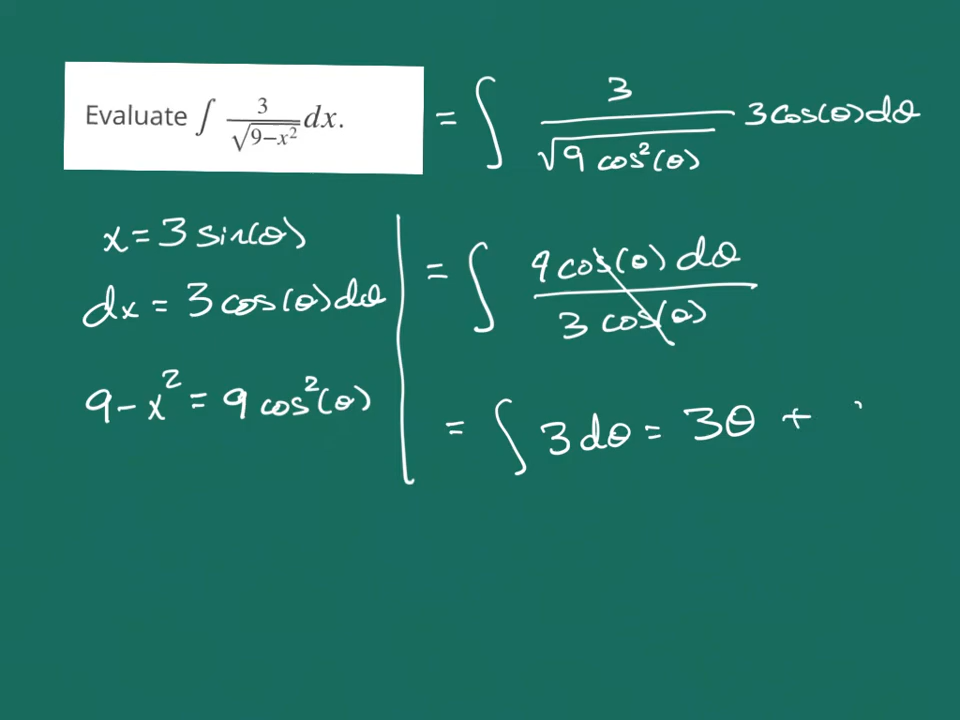 Evaluate ∫ 3/√(9−x²) dx.
= ∫ 3/√(9 cos²(θ)) 3cos(θ)dθ
x = 3 sin(θ)
dx = 3 cos(θ)dθ
9 − x² = 9 cos²(θ)
= ∫ 9 cos(θ) dθ / 3 cos(θ)
= ∫ 3 dθ = 3θ +